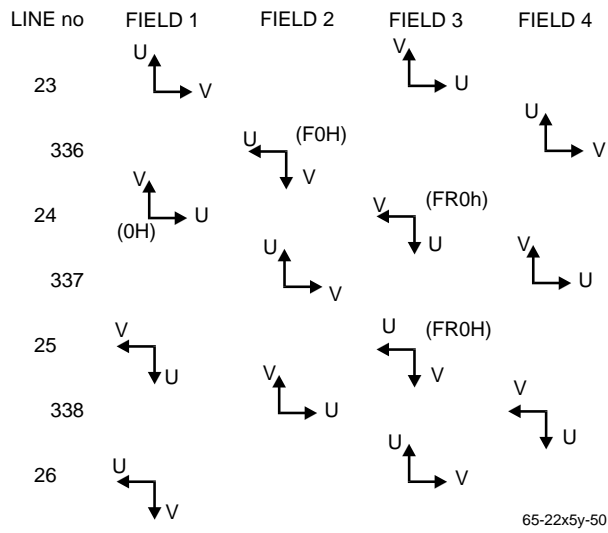 LINE no FIELD 1 FIELD 2 FIELD 3 FIELD 4
U V
U
23 V U
U
336 U (F0H) V
V V
24 V U (FR0h)
(0H) U V
U V
337 V U
V U (FR0H)
25 U V
V V
338 U U
U U
26 U V
V
65-22x5y-50